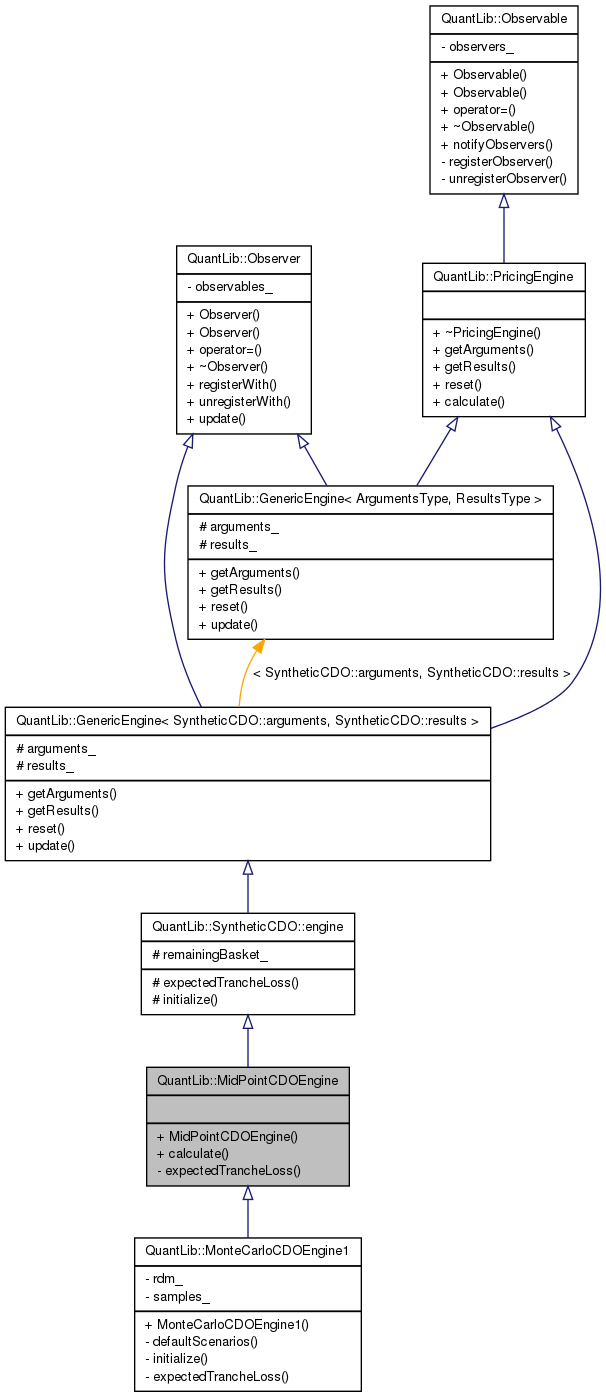 QuantLib::Observable
- observers_
+ Observable()
+ Observable()
+ operator=()
+ ~Observable()
+ notifyObservers()
- registerObserver()
- unregisterObserver()
QuantLib::Observer
- observables_
+ Observer()
+ Observer()
+ operator=()
+ ~Observer()
+ registerWith()
+ unregisterWith()
+ update()
QuantLib::PricingEngine
+ ~PricingEngine()
+ getArguments()
+ getResults()
+ reset()
+ calculate()
QuantLib::GenericEngine< ArgumentsType, ResultsType >
# arguments_
# results_
+ getArguments()
+ getResults()
+ reset()
+ update()
< SyntheticCDO::arguments, SyntheticCDO::results >
QuantLib::GenericEngine< SyntheticCDO::arguments, SyntheticCDO::results >
# arguments_
# results_
+ getArguments()
+ getResults()
+ reset()
+ update()
QuantLib::SyntheticCDO::engine
# remainingBasket_
# expectedTrancheLoss()
# initialize()
QuantLib::MidPointCDOEngine
+ MidPointCDOEngine()
+ calculate()
- expectedTrancheLoss()
QuantLib::MonteCarloCDOEngine1
- rdm_
- samples_
+ MonteCarloCDOEngine1()
- defaultScenarios()
- initialize()
- expectedTrancheLoss()